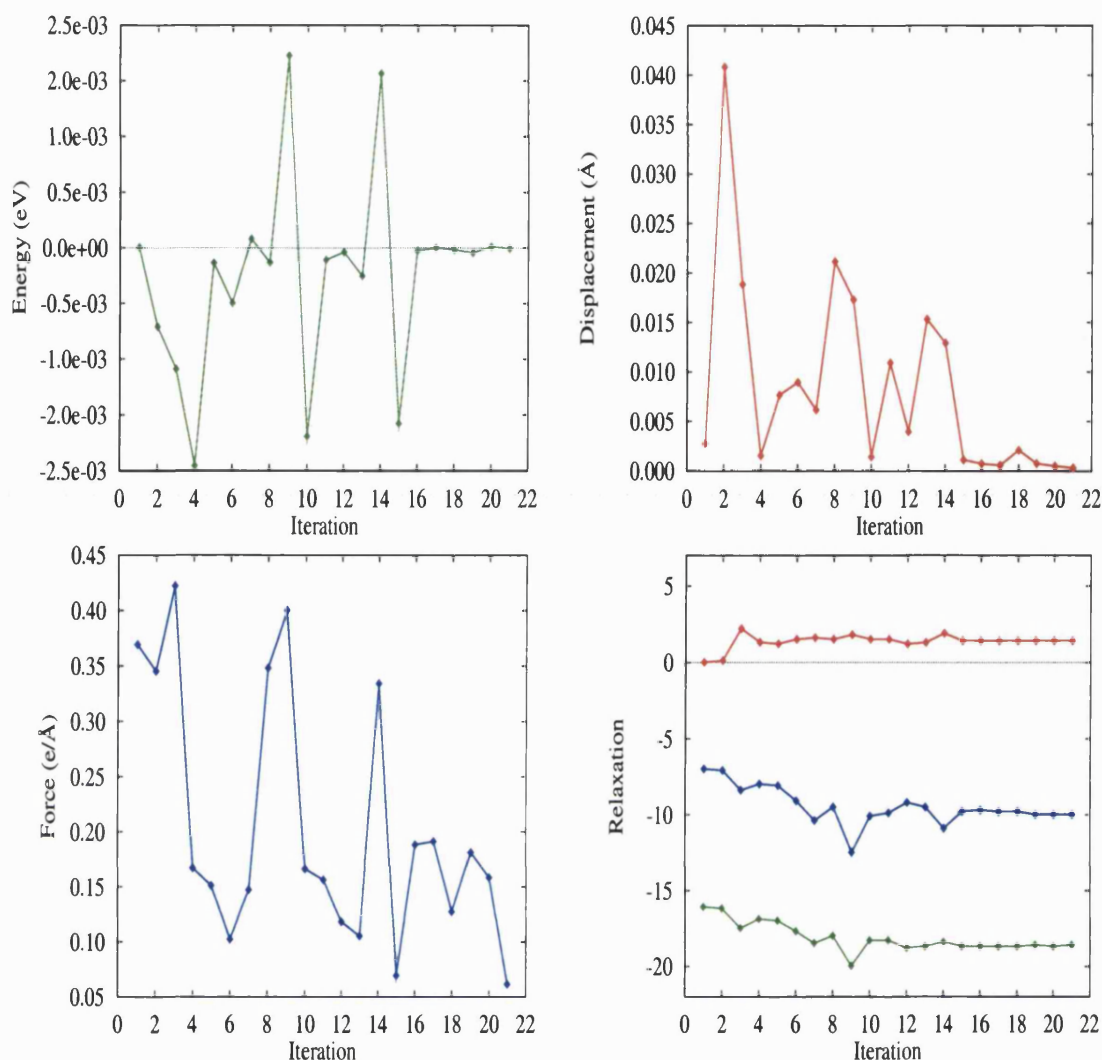 2.5e-03
2.0e-03
1.0e-03
0.5e-03
0.0e+00
-0.5e-03
-1.0e-03
-2.0e-03
-2.5e-03
Energy (eV)
0 2 4 6 8 10 12 14 16 18 20 22
Iteration
0.045
0.040
0.035
0.030
0.025
0.020
0.015
0.010
0.005
0.000
Displacement (Å)
0 2 4 6 8 10 12 14 16 18 20 22
Iteration
0.45
0.40
0.35
0.30
0.25
0.20
0.15
0.10
0.05
Force (e/Å)
0 2 4 6 8 10 12 14 16 18 20 22
Iteration
5
0
-5
-10
-15
-20
Relaxation
0 2 4 6 8 10 12 14 16 18 20 22
Iteration